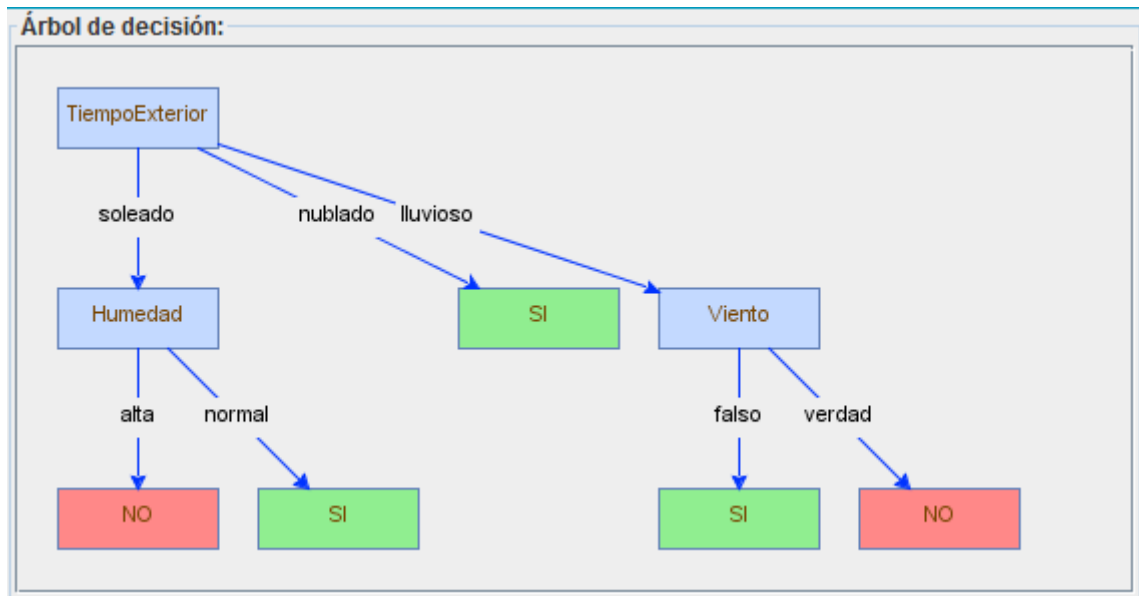 Árbol de decisión:
TiempoExterior
soleado
nublado
lluvioso
Humedad
SI
Viento
alta
normal
falso
verdad
NO
SI
SI
NO